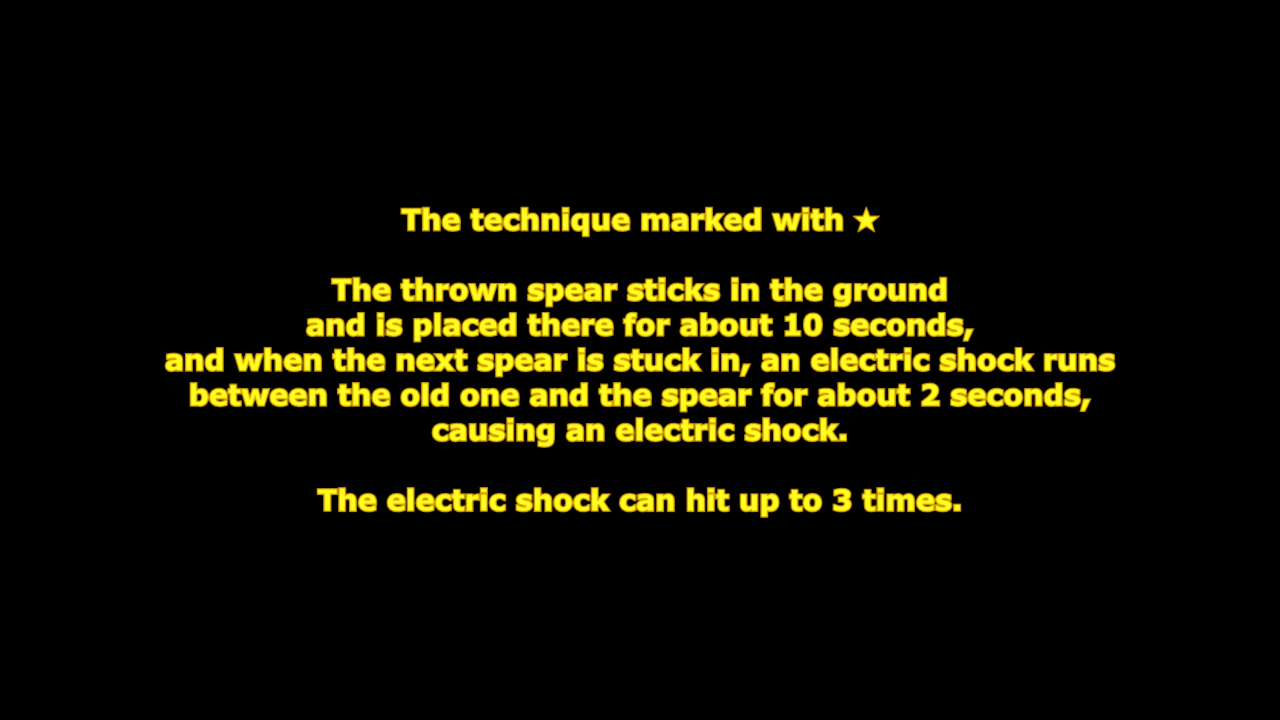 The technique marked with ★
The thrown spear sticks in the ground
and is placed there for about 10 seconds,
and when the next spear is stuck in, an electric shock runs
between the old one and the spear for about 2 seconds,
causing an electric shock.
The electric shock can hit up to 3 times.